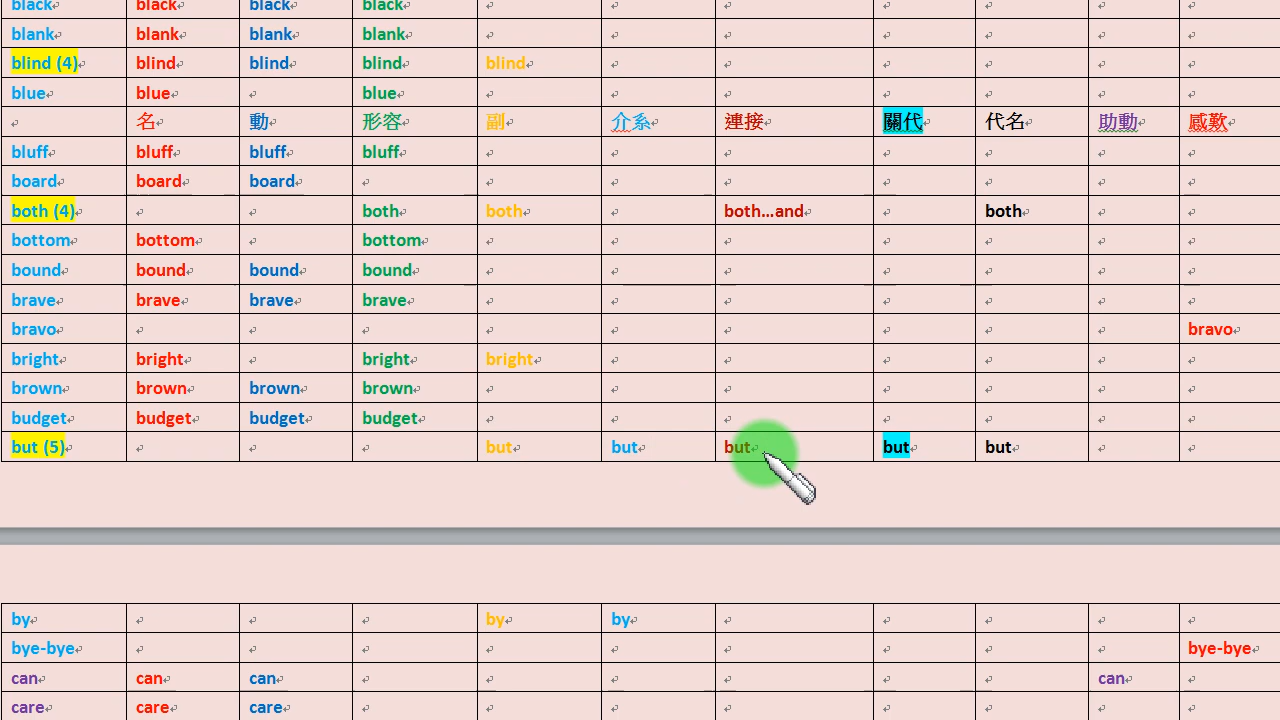 black black black black
blank blank blank blank
blind (4) blind blind blind blind
blue blue blue
名 動 形容 副 介系 連接 關代 代名 助動 感歎
bluff bluff bluff bluff
board board board
both (4) both both both...and both
bottom bottom bottom
bound bound bound bound
brave brave brave brave
bravo bravo
bright bright bright bright
brown brown brown brown
budget budget budget budget
but (5) but but but but but
by by by
bye-bye bye-bye
can can can can
care care care